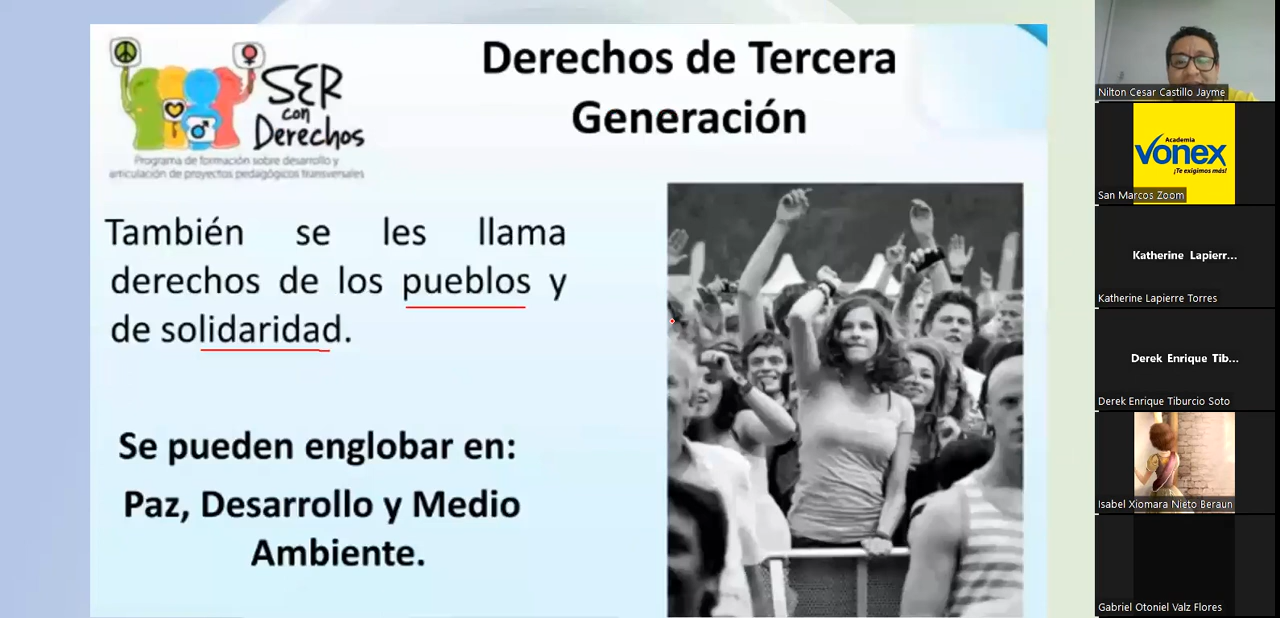 Derechos de Tercera
Generación
SER
con
Derechos
Programa de formación sobre desarrollo y
articulación de proyectos pedagógicos transversales
También se les llama
derechos de los pueblos y
de solidaridad.
Se pueden englobar en:
Paz, Desarrollo y Medio
Ambiente.
Nilton Cesar Castillo Jayme
Academia
Vonex
¡Te exigimos más!
San Marcos Zoom
Katherine Lapierr...
Katherine Lapierre Torres
Derek Enrique Tib...
Derek Enrique Tiburcio Soto
Isabel Xiomara Nieto Beraun
Gabriel Otoniel Valz Flores